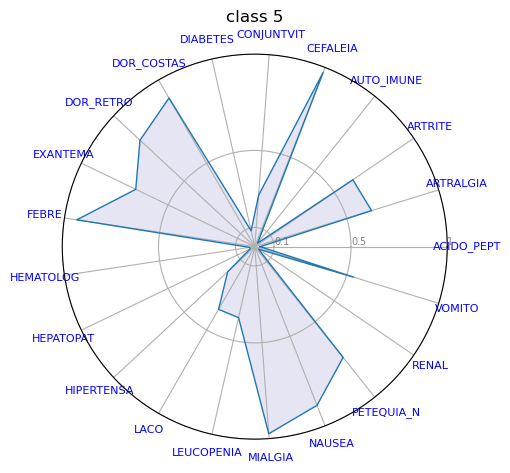 class 5
CONJUNTVIT
DIABETES
CEFALEIA
DOR_COSTAS
AUTO_IMUNE
DOR_RETRO
ARTRITE
EXANTEMA
ARTRALGIA
FEBRE
0.1
0.5
1
ACIDO_PEPT
HEMATOLOG
VOMITO
HEPATOPAT
RENAL
HIPERTENSA
PETEQUIA_N
LACO
NAUSEA
LEUCOPENIA
MIALGIA